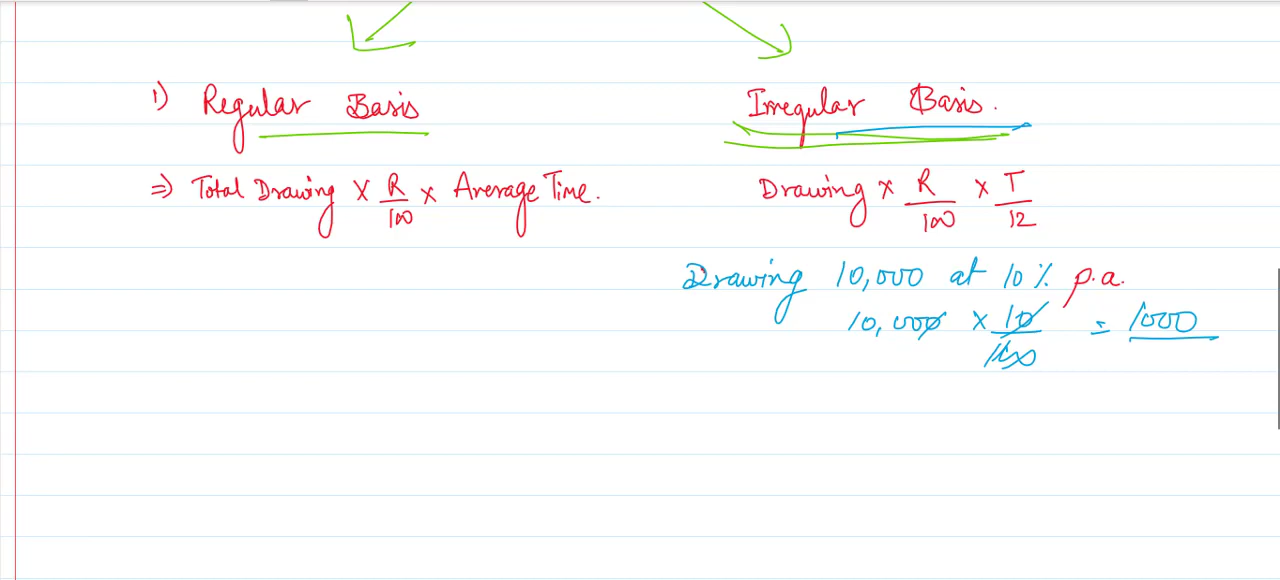 1) Regular Basis
⇒ Total Drawing × R/100 × Average Time.
Irregular Basis.
Drawing × R/100 × T/12
Drawing 10,000 at 10% p.a.
10,000 × 10/100 = 1000